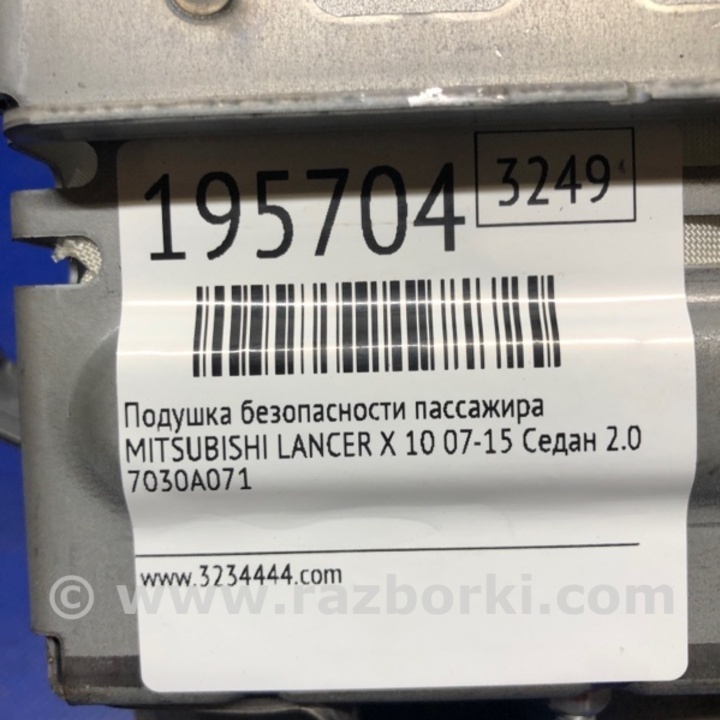 195704
3249
Подушка безопасности пассажира
MITSUBISHI LANCER X 10 07-15 Седан 2.0
7030A071
www.3234444.com
© www.razborki.com